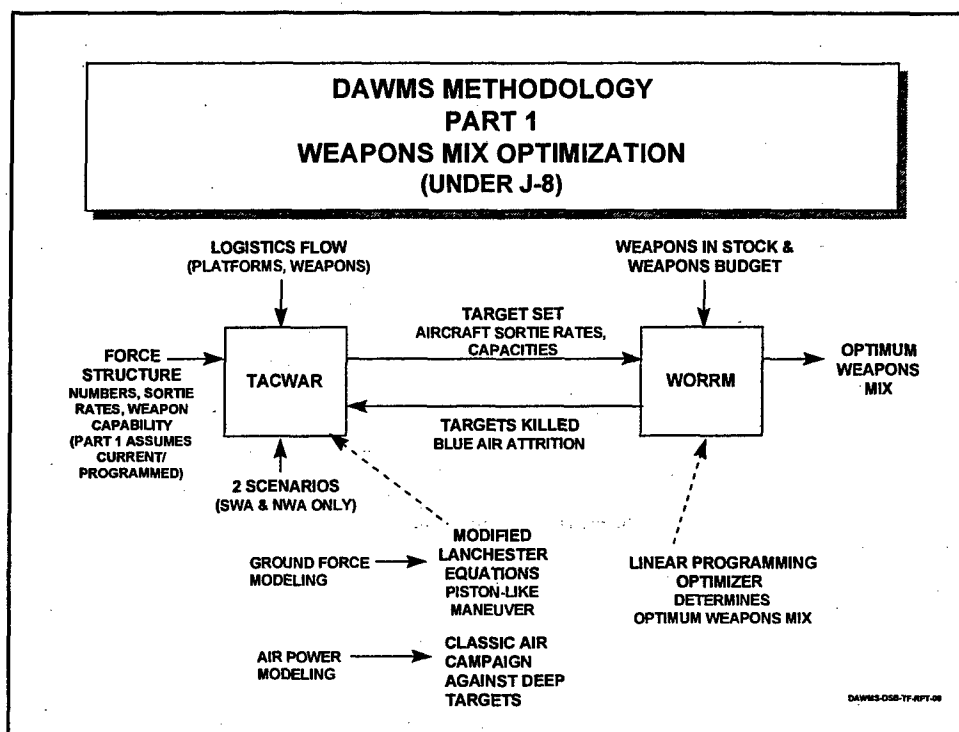 DAWMS METHODOLOGY
PART 1
WEAPONS MIX OPTIMIZATION
(UNDER J-8)
LOGISTICS FLOW
(PLATFORMS, WEAPONS)
WEAPONS IN STOCK &
WEAPONS BUDGET
FORCE
STRUCTURE
NUMBERS, SORTIE
RATES, WEAPON
CAPABILITY
(PART 1 ASSUMES
CURRENT/
PROGRAMMED)
TACWAR
TARGET SET
AIRCRAFT SORTIE RATES,
CAPACITIES
TARGETS KILLED
BLUE AIR ATTRITION
WORRM
OPTIMUM
WEAPONS
MIX
2 SCENARIOS
(SWA & NWA ONLY)
GROUND FORCE
MODELING
MODIFIED
LANCHESTER
EQUATIONS
PISTON-LIKE
MANEUVER
LINEAR PROGRAMMING
OPTIMIZER
DETERMINES
OPTIMUM WEAPONS MIX
AIR POWER
MODELING
CLASSIC AIR
CAMPAIGN
AGAINST DEEP
TARGETS